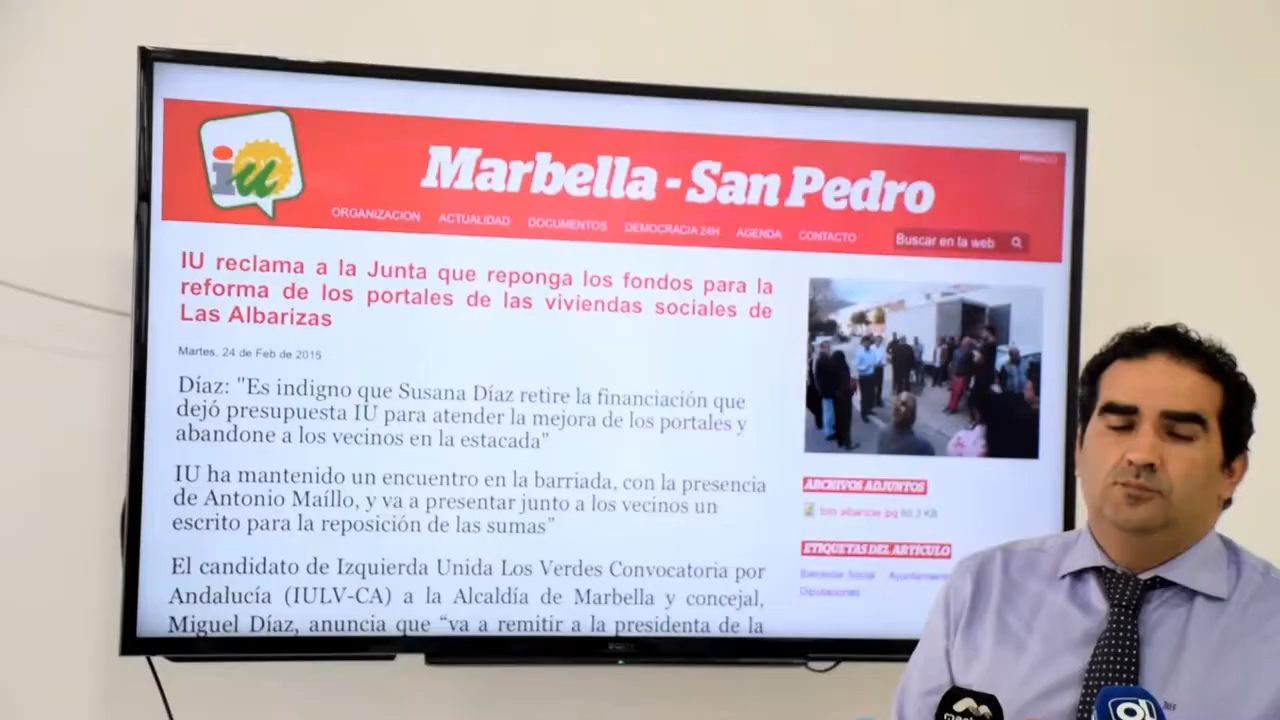 iu
Marbella - San Pedro
ORGANIZACION ACTUALIDAD DOCUMENTOS DEMOCRACIA 24H AGENDA CONTACTO
Buscar en la web
IU reclama a la Junta que reponga los fondos para la
reforma de los portales de las viviendas sociales de
Las Albarizas
Martes, 24 de Feb de 2015
Díaz: "Es indigno que Susana Díaz retire la financiación que
dejó presupuesta IU para atender la mejora de los portales y
abandone a los vecinos en la estacada"
IU ha mantenido un encuentro en la barriada, con la presencia
de Antonio Maíllo, y va a presentar junto a los vecinos un
escrito para la reposición de las sumas”
El candidato de Izquierda Unida Los Verdes Convocatoria por
Andalucía (IULV-CA) a la Alcaldía de Marbella y concejal,
Miguel Díaz, anuncia que “va a remitir a la presidenta de la
ARCHIVOS ADJUNTOS
albarizas.jpg 80.3 KB
ETIQUETAS DEL ARTÍCULO
Bienestar Social
Diputaciones